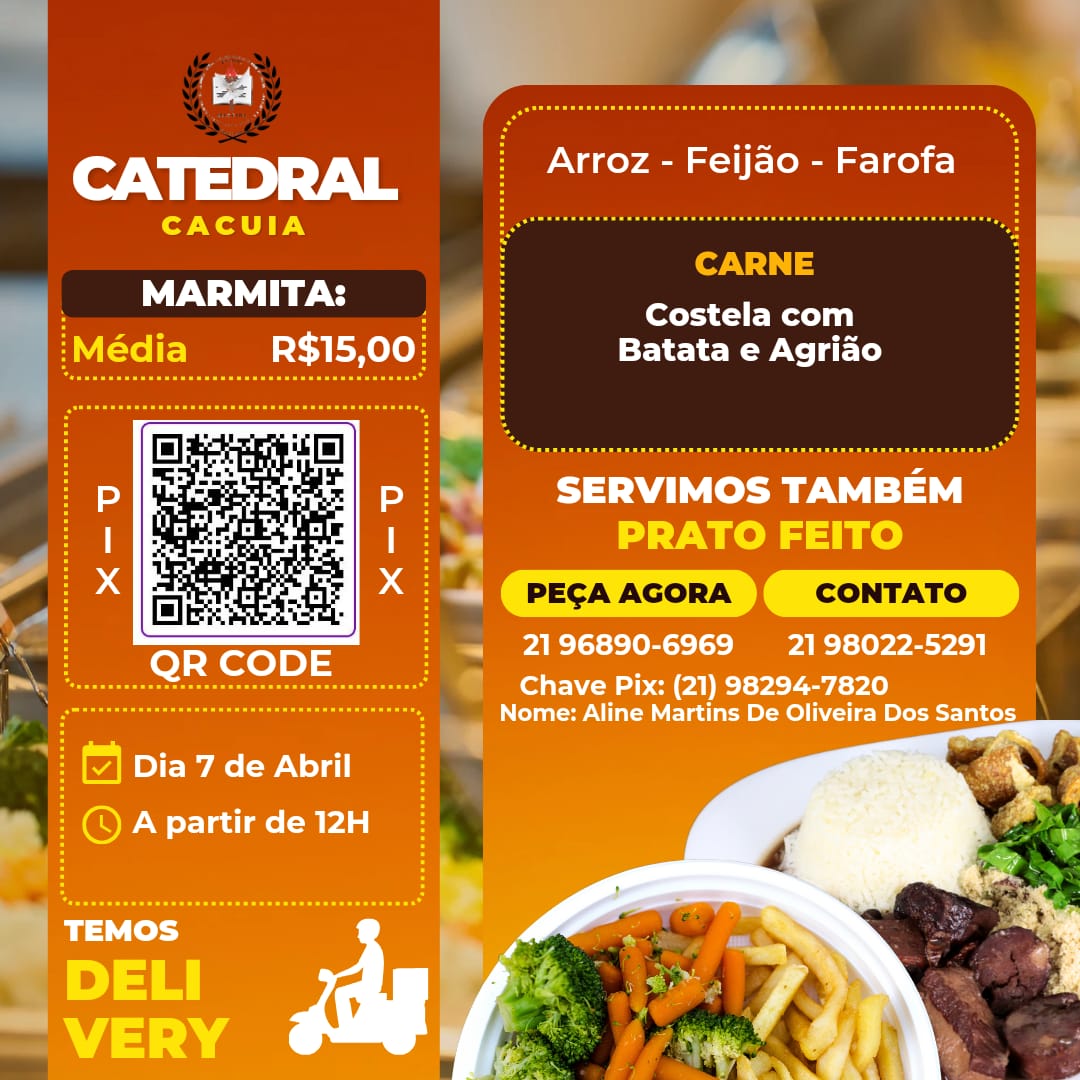 CATEDRAL
CACUIA
MARMITA:
Média R$15,00
PIX
PIX
QR CODE
Dia 7 de Abril
A partir de 12H
TEMOS
DELI
VERY
Arroz - Feijão - Farofa
CARNE
Costela com
Batata e Agrião
SERVIMOS TAMBÉM
PRATO FEITO
PEÇA AGORA CONTATO
21 96890-6969 21 98022-5291
Chave Pix: (21) 98294-7820
Nome: Aline Martins De Oliveira Dos Santos